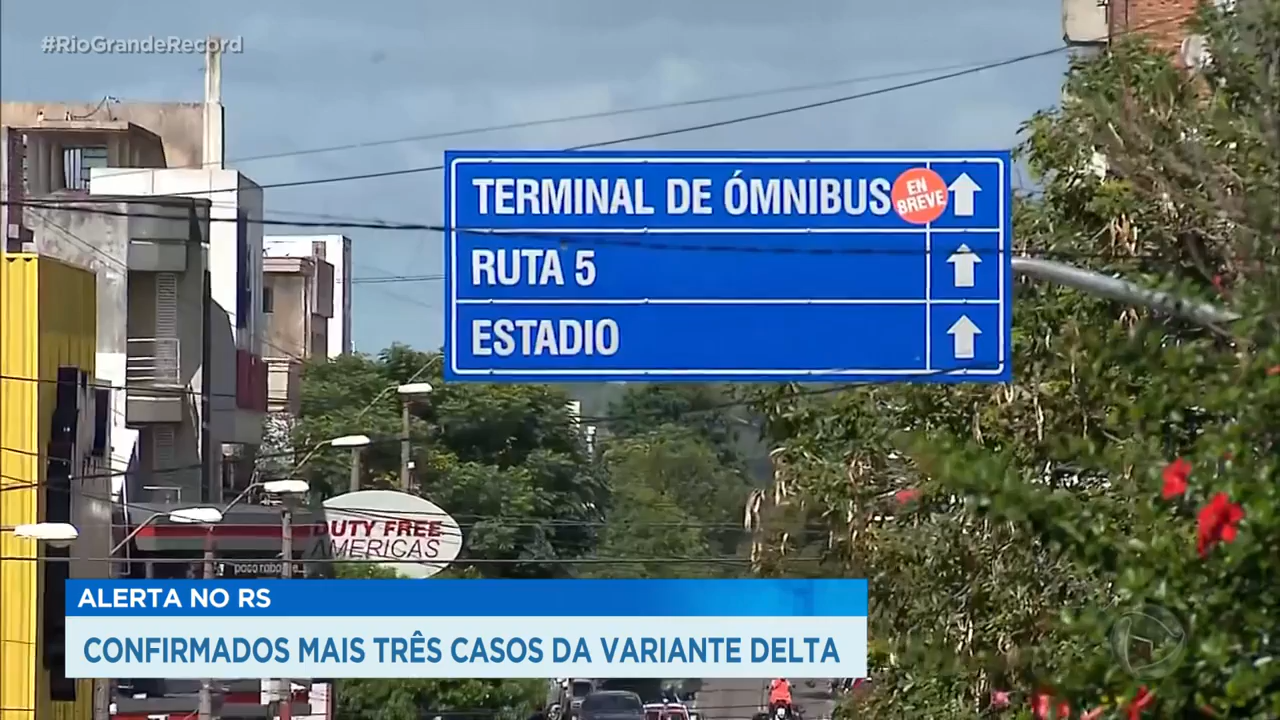 #RioGrandeRecord
TERMINAL DE ÓMNIBUS
EN
BREVE
RUTA 5
ESTADIO
DUTY FREE
AMERICAS
ALERTA NO RS
CONFIRMADOS MAIS TRÊS CASOS DA VARIANTE DELTA